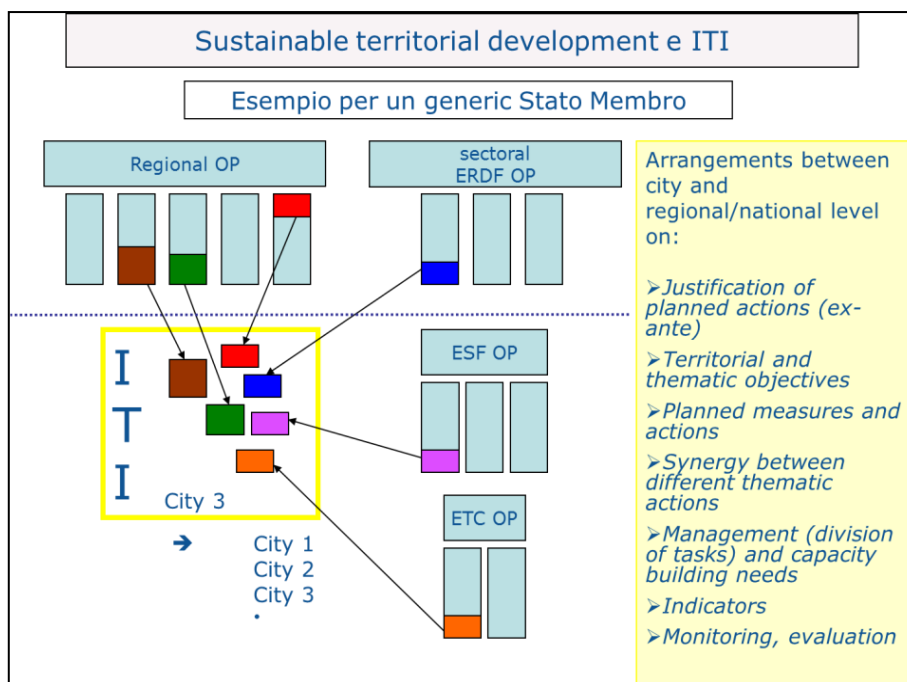 Sustainable territorial development e ITI
Esempio per un generic Stato Membro
Regional OP
sectoral
ERDF OP
ESF OP
ETC OP
I
T
I
City 3
➔
City 1
City 2
City 3
•
Arrangements between
city and
regional/national level
on:
➢Justification of
planned actions (ex-
ante)
➢Territorial and
thematic objectives
➢Planned measures and
actions
➢Synergy between
different thematic
actions
➢Management (division
of tasks) and capacity
building needs
➢Indicators
➢Monitoring, evaluation